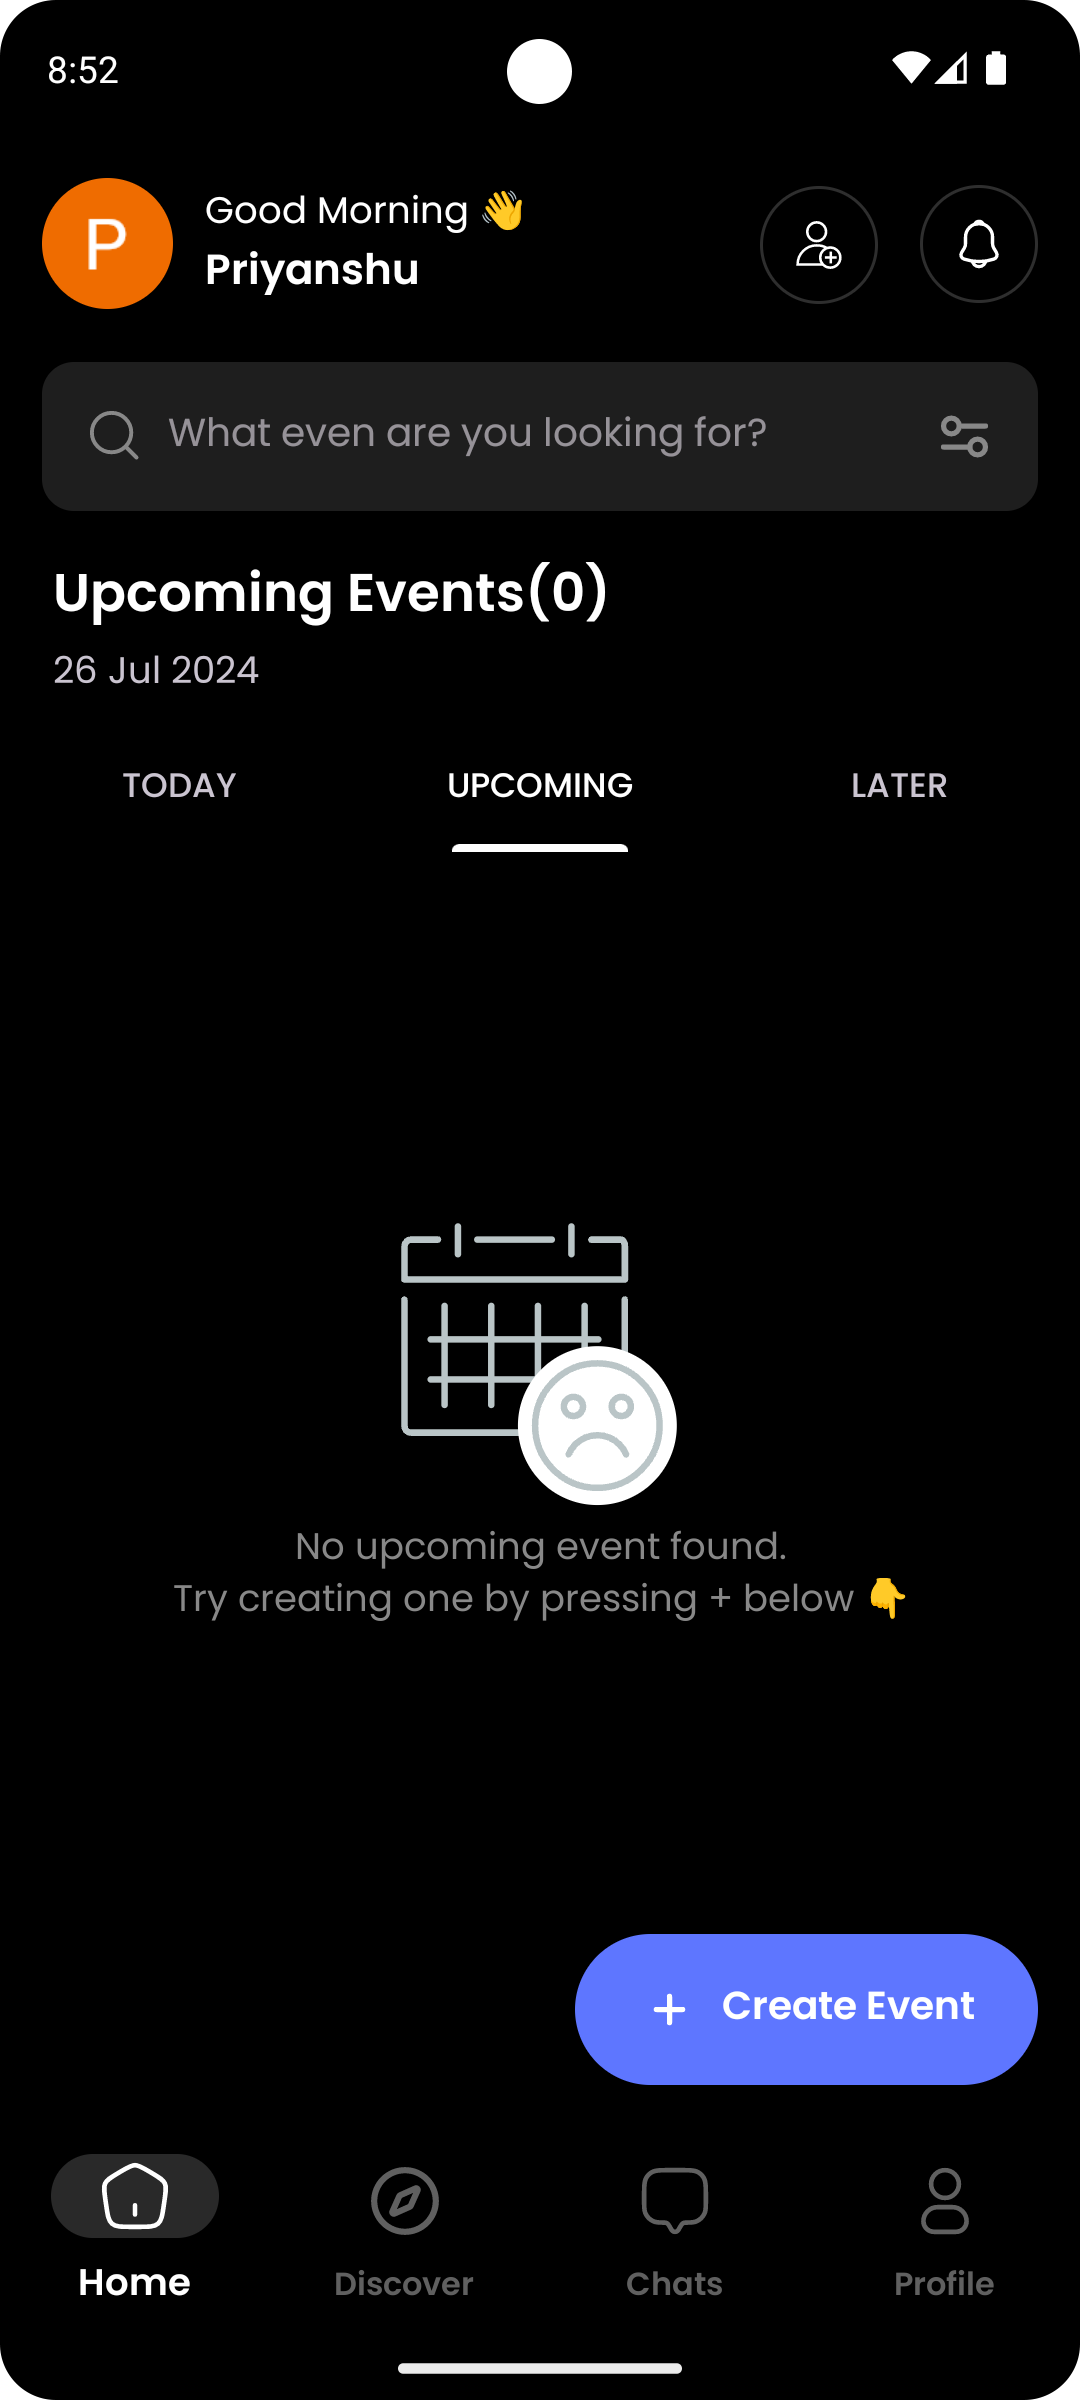 8:52
P
Good Morning 👋
Priyanshu
What even are you looking for?
Upcoming Events(0)
26 Jul 2024
TODAY UPCOMING LATER
No upcoming event found.
Try creating one by pressing + below 👇
+ Create Event
Home Discover Chats Profile